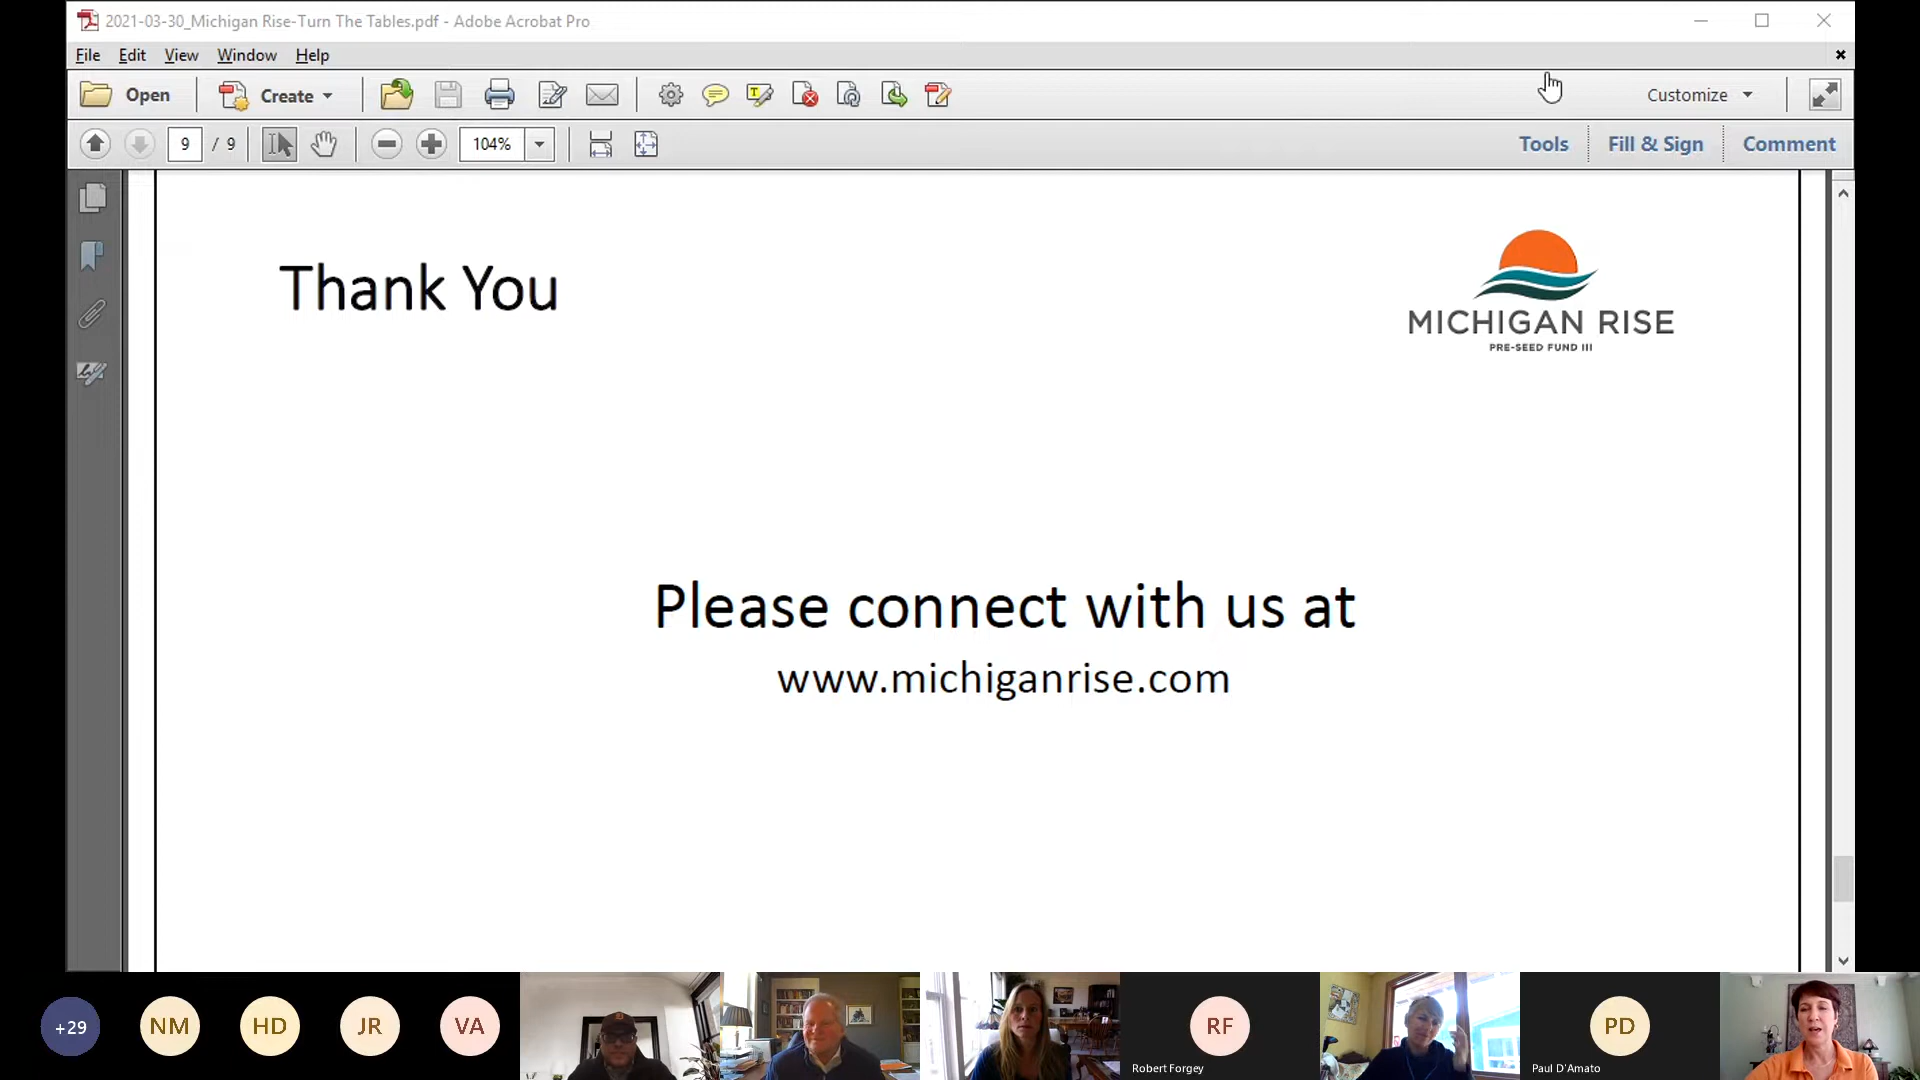 2021-03-30_Michigan Rise-Turn The Tables.pdf - Adobe Acrobat Pro
File Edit View Window Help
Open Create Customize
9 / 9 104% Tools Fill & Sign Comment
Thank You
MICHIGAN RISE
PRE-SEED FUND III
Please connect with us at
www.michiganrise.com
+29 NM HD JR VA RF PD
Robert Forgey Paul D'Amato